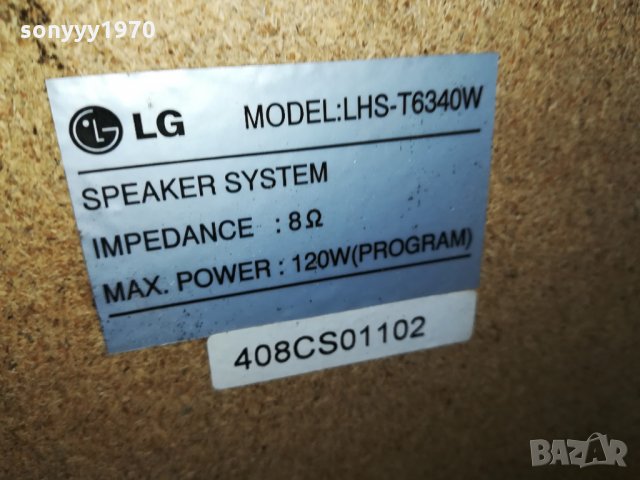 sonyyy1970
LG MODEL:LHS-T6340W
SPEAKER SYSTEM
IMPEDANCE : 8Ω
MAX. POWER : 120W(PROGRAM)
408CS01102
BAZAR